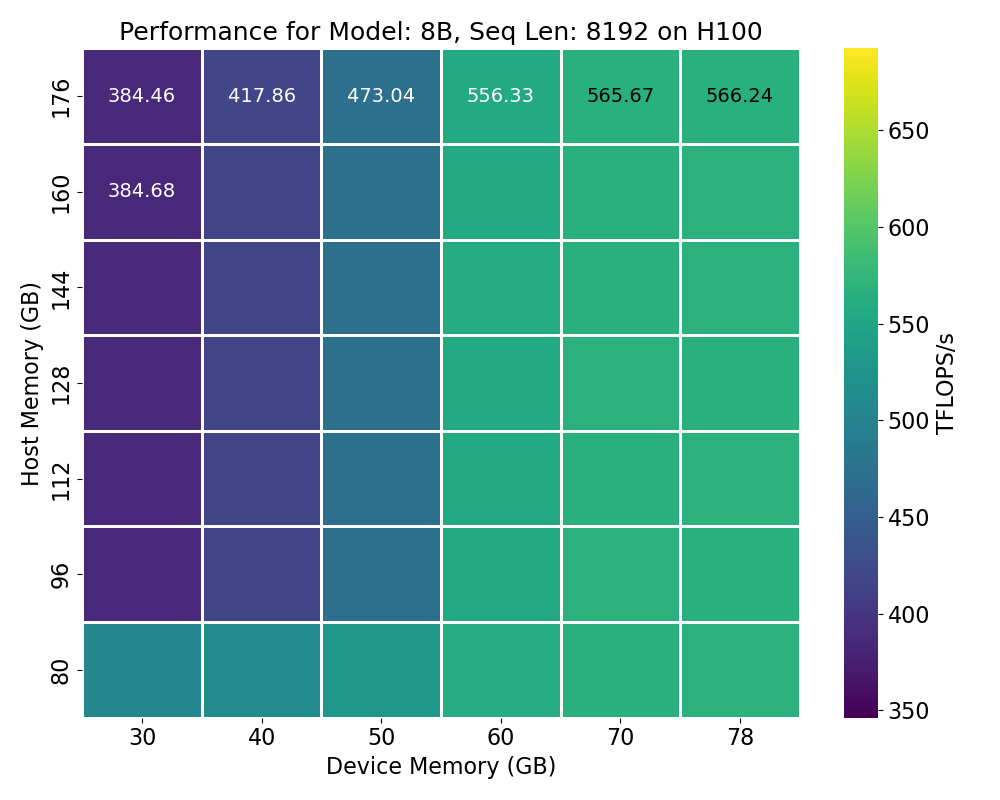 Performance for Model: 8B, Seq Len: 8192 on H100
176
384.46 417.86 473.04 556.33 565.67 566.24
160
384.68
144
128
112
96
80
30 40 50 60 70 78
Device Memory (GB)
Host Memory (GB)
650
600
550
500
450
400
350
TFLOPS/s